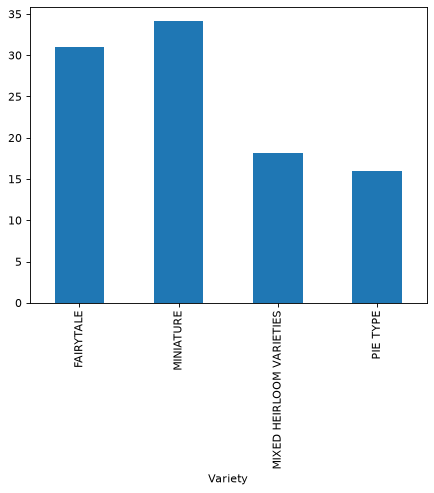 35
30
25
20
15
10
5
0
FAIRYTALE
MINIATURE
MIXED HEIRLOOM VARIETIES
PIE TYPE
Variety